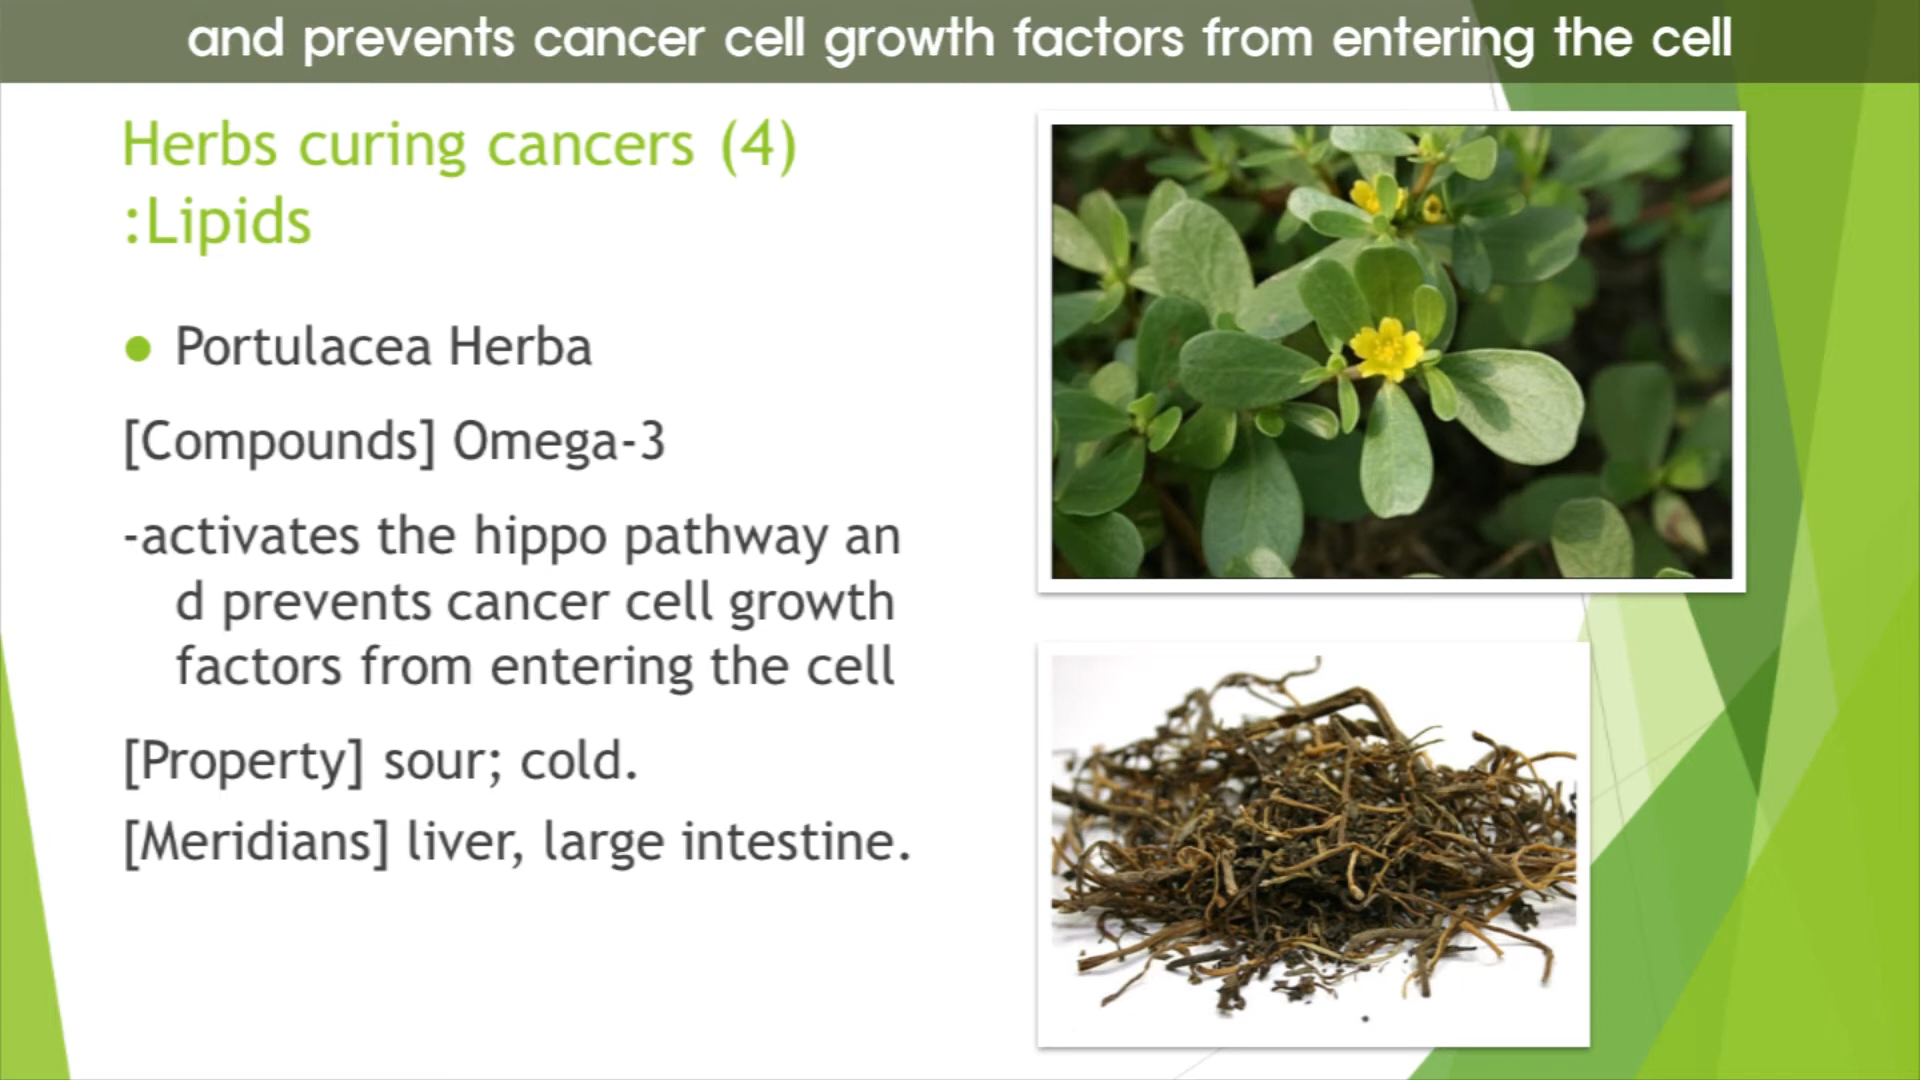 and prevents cancer cell growth factors from entering the cell
Herbs curing cancers (4)
:Lipids
● Portulacea Herba
[Compounds] Omega-3
-activates the hippo pathway an
d prevents cancer cell growth
factors from entering the cell
[Property] sour; cold.
[Meridians] liver, large intestine.